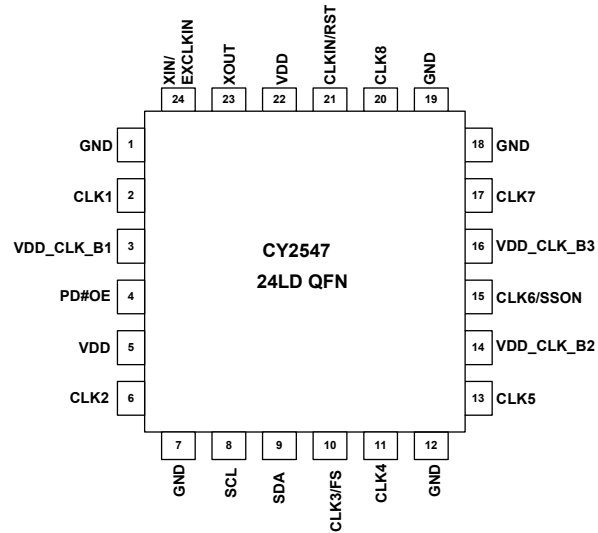 XIN/
EXCLKIN
XOUT
VDD
CLKIN/RST
CLK8
GND
24
23
22
21
20
19
GND 1
CLK1 2
VDD_CLK_B1 3
PD#OE 4
VDD 5
CLK2 6
CY2547
24LD QFN
18 GND
17 CLK7
16 VDD_CLK_B3
15 CLK6/SSON
14 VDD_CLK_B2
13 CLK5
7
8
9
10
11
12
GND
SCL
SDA
CLK3/FS
CLK4
GND